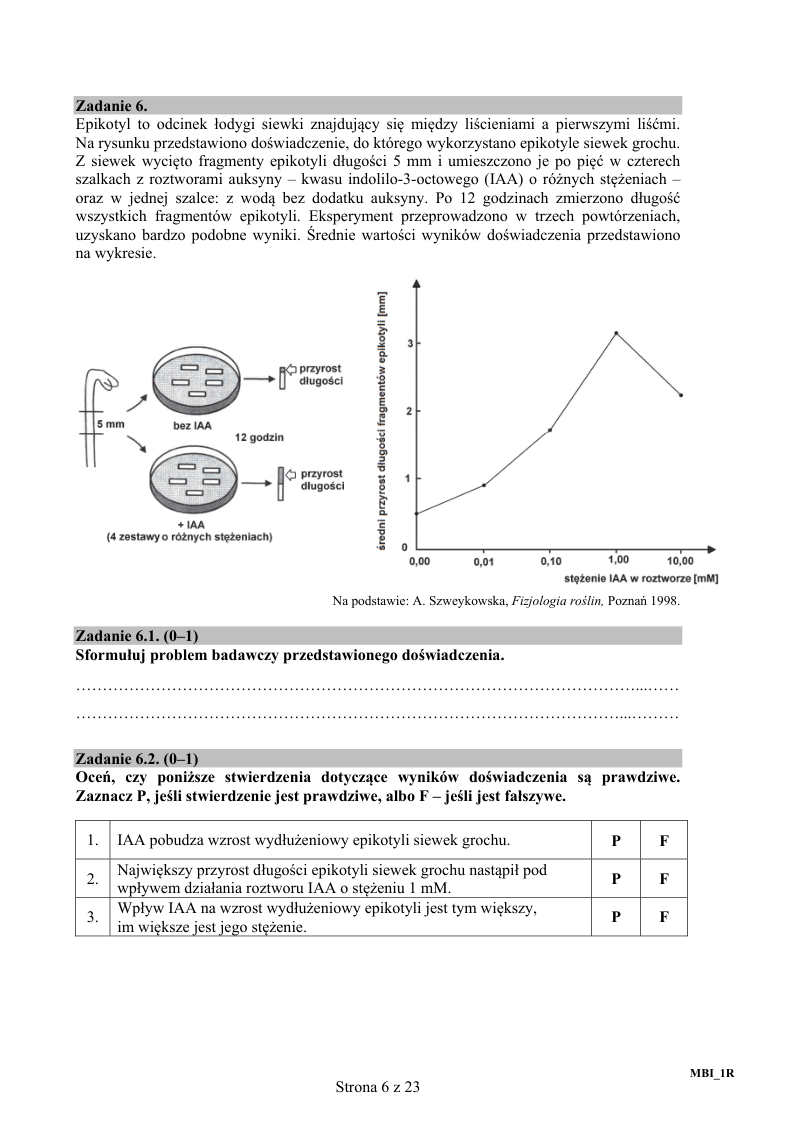 Zadanie 6.
Epikotyl to odcinek łodygi siewki znajdujący się między liścieniami a pierwszymi liśćmi.
Na rysunku przedstawiono doświadczenie, do którego wykorzystano epikotyle siewek grochu.
Z siewek wycięto fragmenty epikotyli długości 5 mm i umieszczono je po pięć w czterech
szalkach z roztworami auksyny – kwasu indolilo-3-octowego (IAA) o różnych stężeniach –
oraz w jednej szalce: z wodą bez dodatku auksyny. Po 12 godzinach zmierzono długość
wszystkich fragmentów epikotyli. Eksperyment przeprowadzono w trzech powtórzeniach,
uzyskano bardzo podobne wyniki. Średnie wartości wyników doświadczenia przedstawiono
na wykresie.
5 mm
bez IAA
przyrost
długości
12 godzin
przyrost
długości
+ IAA
(4 zestawy o różnych stężeniach)
średni przyrost długości fragmentów epikotyli [mm]
3
2
1
0
0,00 0,01 0,10 1,00 10,00
stężenie IAA w roztworze [mM]
Na podstawie: A. Szweykowska, Fizjologia roślin, Poznań 1998.
Zadanie 6.1. (0–1)
Sformułuj problem badawczy przedstawionego doświadczenia.
Zadanie 6.2. (0–1)
Oceń, czy poniższe stwierdzenia dotyczące wyników doświadczenia są prawdziwe.
Zaznacz P, jeśli stwierdzenie jest prawdziwe, albo F – jeśli jest fałszywe.
1. IAA pobudza wzrost wydłużeniowy epikotyli siewek grochu. P F
2. Największy przyrost długości epikotyli siewek grochu nastąpił pod
wpływem działania roztworu IAA o stężeniu 1 mM. P F
3. Wpływ IAA na wzrost wydłużeniowy epikotyli jest tym większy,
im większe jest jego stężenie. P F
MBI_1R
Strona 6 z 23